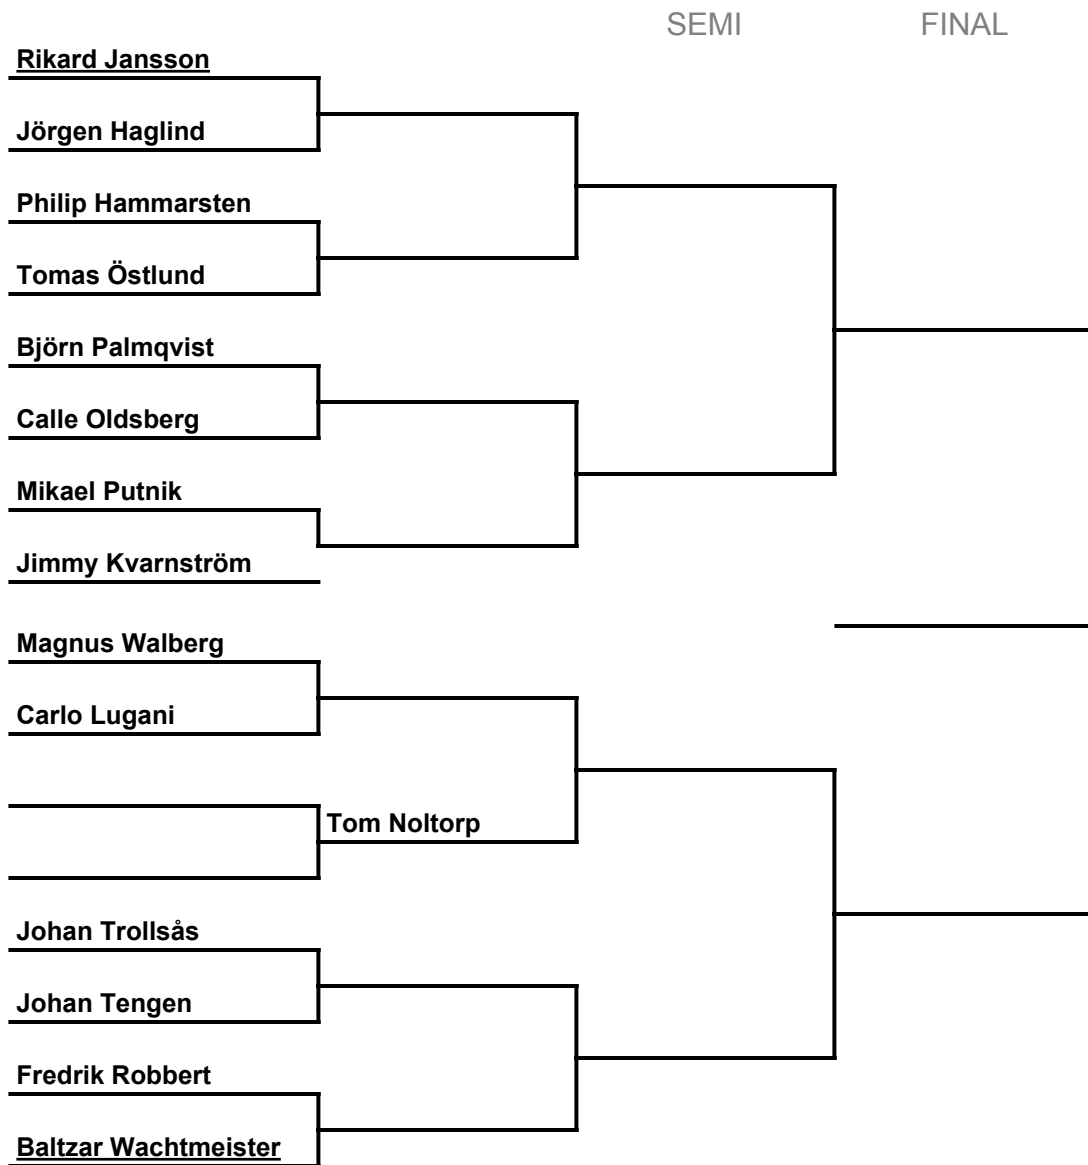 SEMI FINAL
Rikard Jansson
Jörgen Haglind
Philip Hammarsten
Tomas Östlund
Björn Palmqvist
Calle Oldsberg
Mikael Putnik
Jimmy Kvarnström
Magnus Walberg
Carlo Lugani
Tom Noltorp
Johan Trollsås
Johan Tengen
Fredrik Robbert
Baltzar Wachtmeister